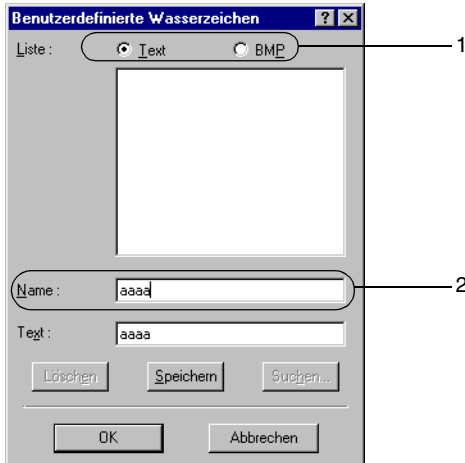 Benutzerdefinierte Wasserzeichen
Liste : Text BMP 1
Name : aaaa 2
Text : aaaa
Löschen Speichern Suchen...
OK Abbrechen